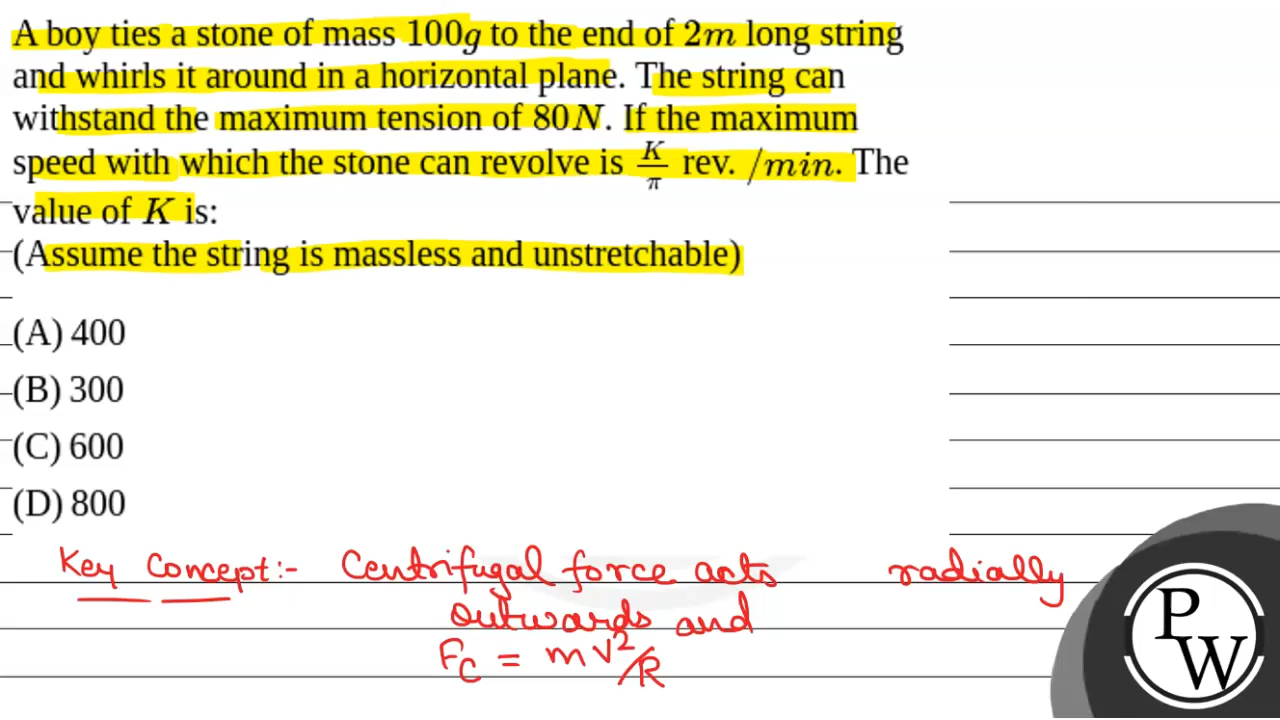 A boy ties a stone of mass 100g to the end of 2m long string
and whirls it around in a horizontal plane. The string can
withstand the maximum tension of 80N. If the maximum
speed with which the stone can revolve is K/π rev. /min. The
value of K is:
(Assume the string is massless and unstretchable)
(A) 400
(B) 300
(C) 600
(D) 800
Key Concept:- Centrifugal force acts radially
outwards and
F_C = mv²/R
P
W